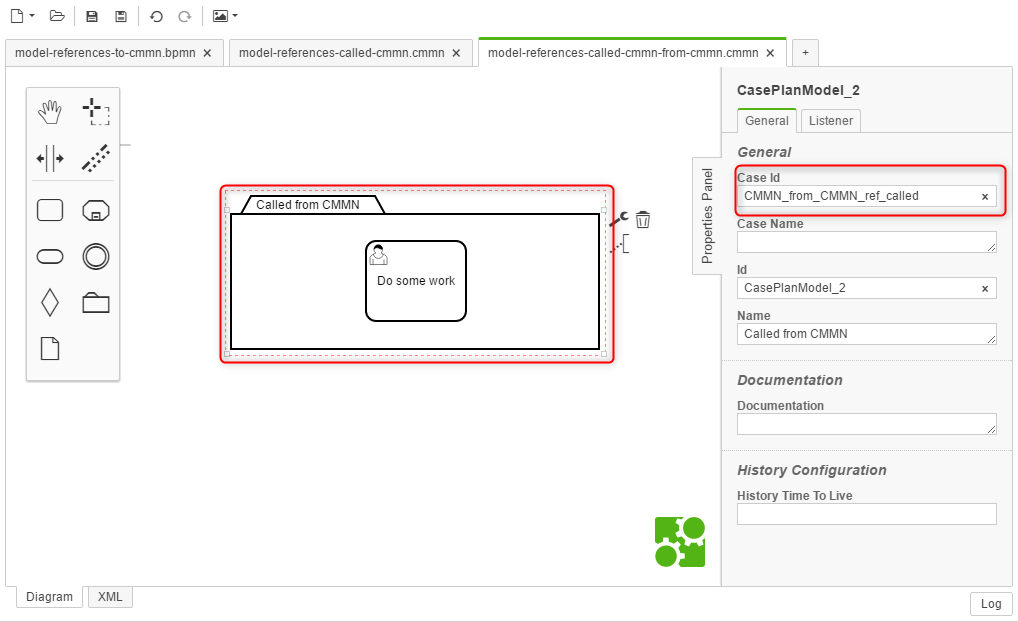 model-references-to-cmmn.bpmn ×
model-references-called-cmmn.cmmn ×
model-references-called-cmmn-from-cmmn.cmmn ×
+
Called from CMMN
Do some work
Properties Panel
CasePlanModel_2
General
Listener
General
Case Id
CMMN_from_CMMN_ref_called ×
Case Name
Id
CasePlanModel_2 ×
Name
Called from CMMN
Documentation
Documentation
History Configuration
History Time To Live
Diagram
XML
Log